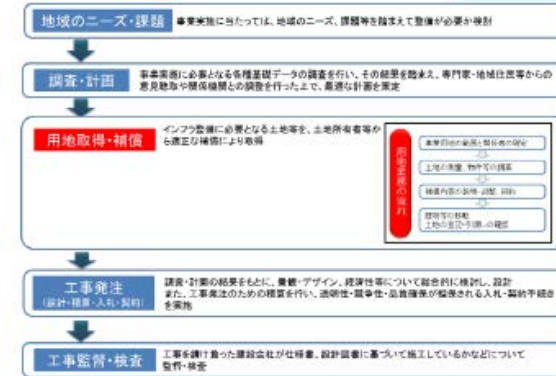 地域のニーズ・課題
事業実施に当たっては、地域のニーズ、課題等を踏まえて整備が必要か検討
調査・計画
事業実施に必要となる各種基礎データの調査を行い、その結果を踏まえ、専門家・地域住民等からの
意見聴取や関係機関との調整を行った上で、最適な計画を策定
用地取得・補償
インフラ整備に必要となる土地等を、土地所有者等か
ら適正な補償により取得
用地業務の流れ
事業用地の範囲と関係者の確定
土地の測量、物件等の調査
補償内容の説明・調整、契約
建物等の移転
土地の登記・引渡しの確認
工事発注
(設計・積算・入札・契約)
調査・計画の結果をもとに、景観・デザイン、経済性等について総合的に検討し、設計
また、工事発注のための積算を行い、透明性・競争性・品質確保が担保される入札・契約手続き
を実施
工事監督・検査
工事を請け負った建設会社が仕様書、設計図書に基づいて施工しているかなどについて
監督・検査